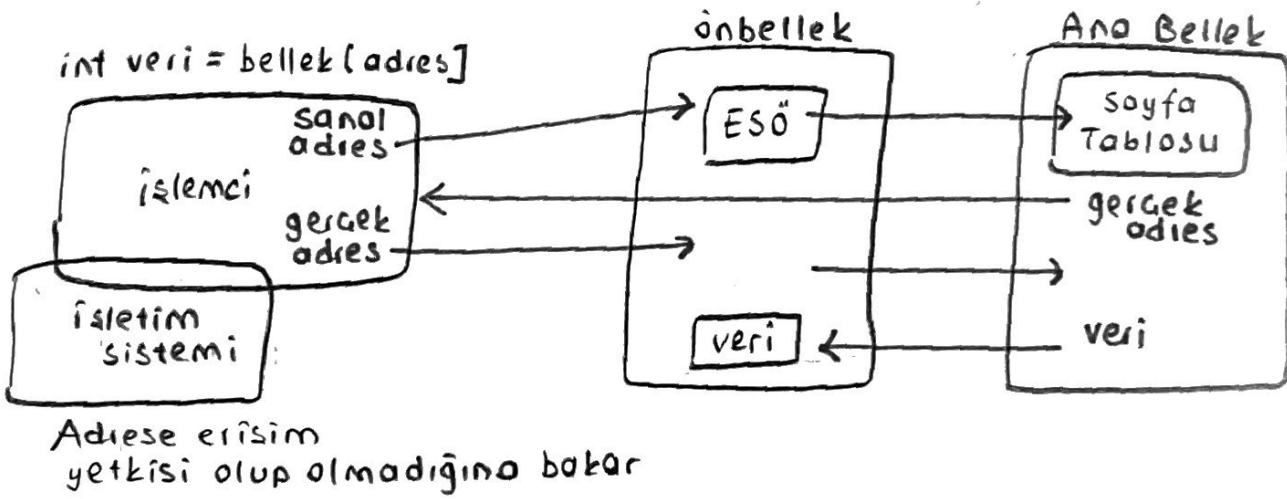 int veri = bellek[adres]
önbellek
Ana Bellek
sanal
adres
ESÖ
sayfa
Tablosu
işlemci
gerçek
adres
gerçek
adres
işletim
sistemi
veri
veri
Adrese erişim
yetkisi olup olmadığına bakar